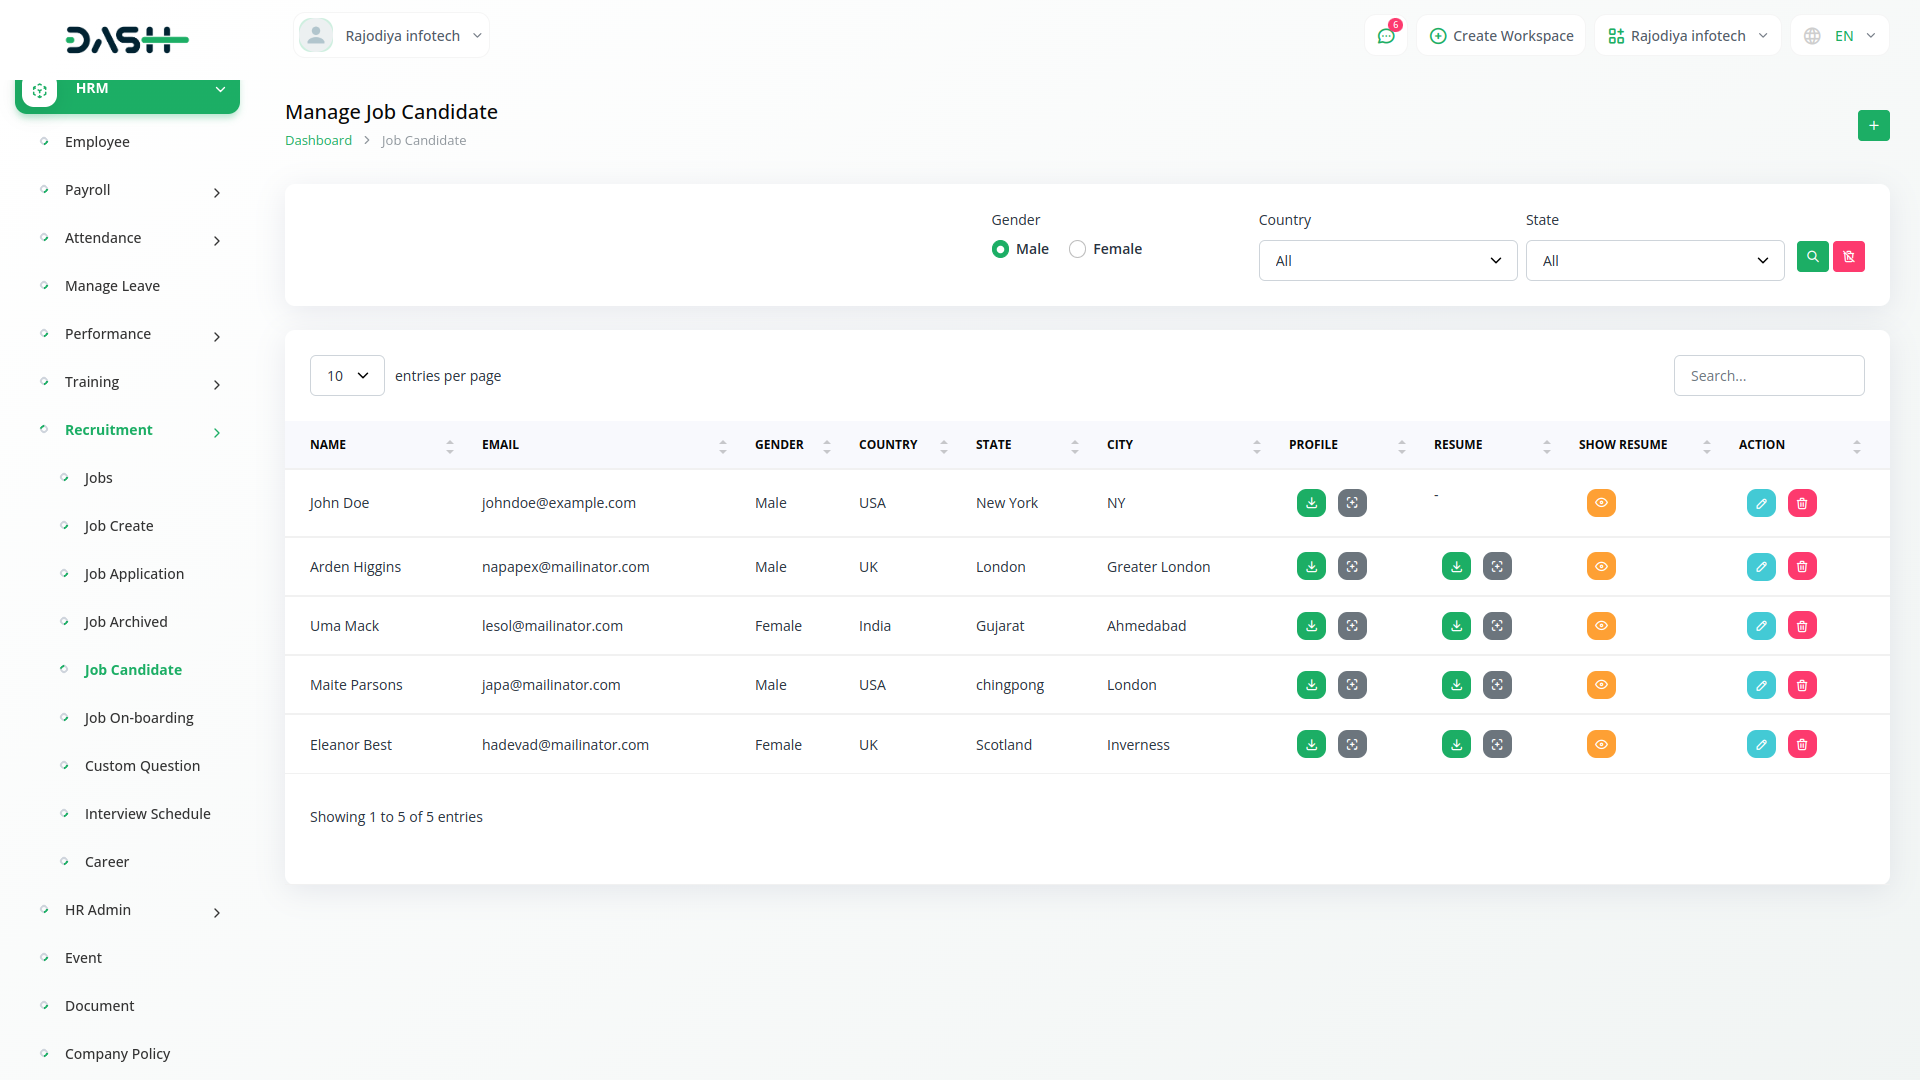 DASH
Rajodiya infotech
6
Create Workspace
Rajodiya infotech
EN
HRM
Employee
Payroll
Attendance
Manage Leave
Performance
Training
Recruitment
Jobs
Job Create
Job Application
Job Archived
Job Candidate
Job On-boarding
Custom Question
Interview Schedule
Career
HR Admin
Event
Document
Company Policy
Manage Job Candidate
Dashboard > Job Candidate
+
Gender
Male Female
Country
All
State
All
10 entries per page
Search...
NAME EMAIL GENDER COUNTRY STATE CITY PROFILE RESUME SHOW RESUME ACTION
John Doe johndoe@example.com Male USA New York NY -
Arden Higgins napapex@mailinator.com Male UK London Greater London
Uma Mack lesol@mailinator.com Female India Gujarat Ahmedabad
Maite Parsons japa@mailinator.com Male USA chingpong London
Eleanor Best hadevad@mailinator.com Female UK Scotland Inverness
Showing 1 to 5 of 5 entries